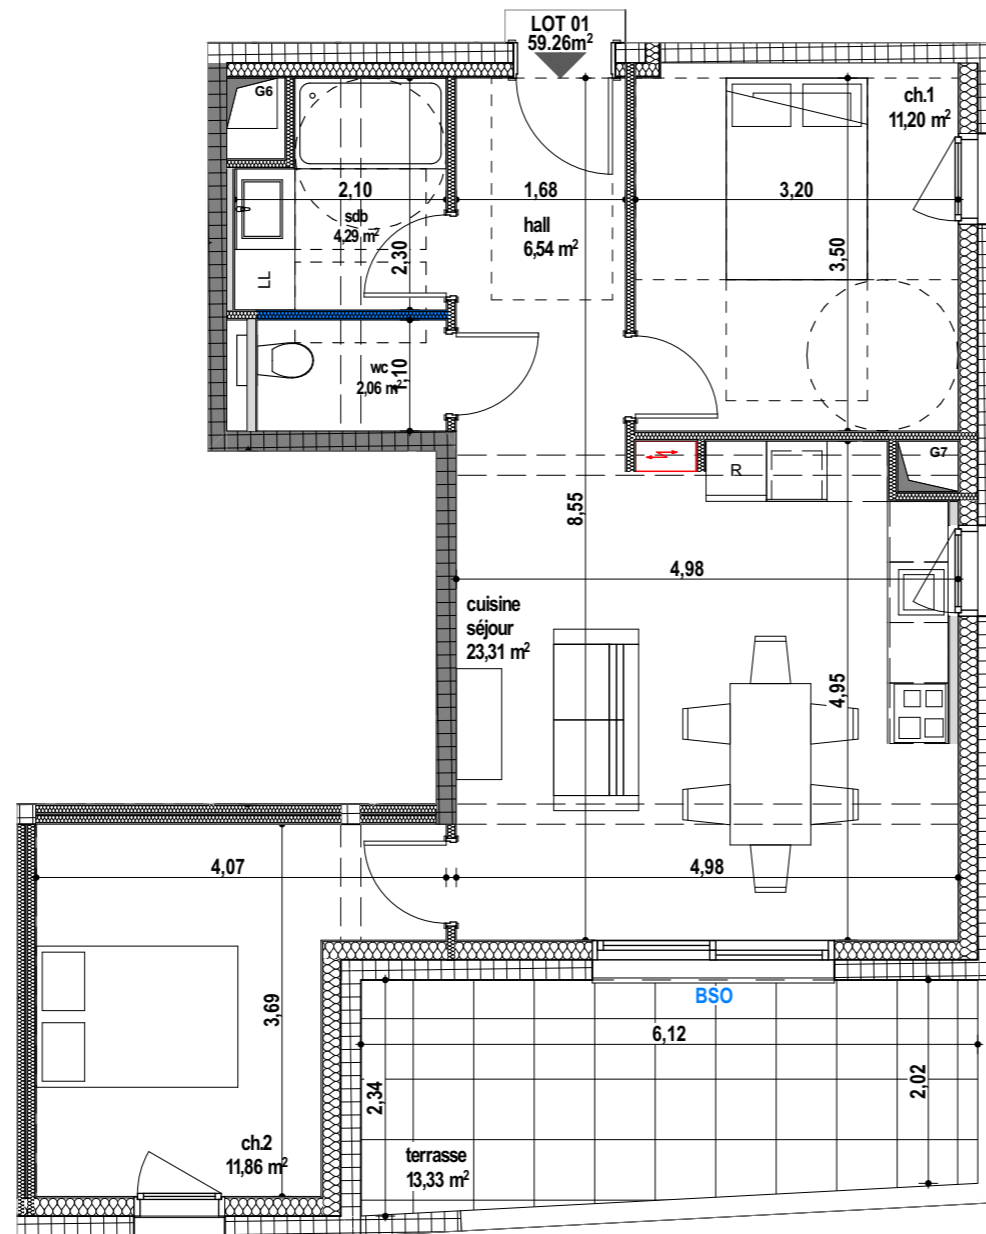 LOT 01
59.26m²
G6
ch.1
11,20 m²
2,10
1,68
3,20
sdb
4,29 m²
hall
6,54 m²
2,30
3,50
LL
wc
2,06 m²
1,10
R
G7
8,55
4,98
cuisine
séjour
23,31 m²
4,95
4,07
4,98
3,69
BSO
6,12
2,34
2,02
ch.2
11,86 m²
terrasse
13,33 m²